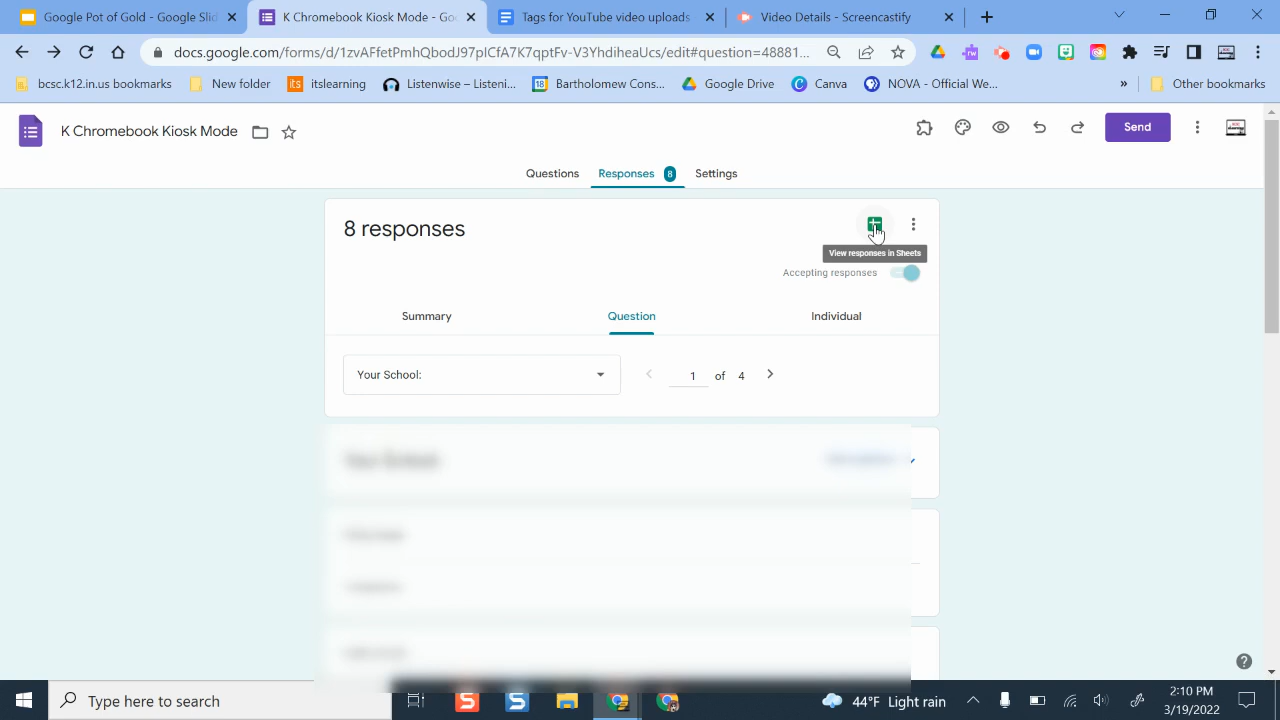 Google Pot of Gold - Google Slid
K Chromebook Kiosk Mode - Goo
Tags for YouTube video uploads
Video Details - Screencastify
docs.google.com/forms/d/1zvAFfetPmhQbodJ97pICfA7K7qptFv-V3YhdiheaUcs/edit#question=48881...
bcsc.k12.in.us bookmarks
New folder
its itslearning
Listenwise – Listeni...
18 Bartholomew Cons...
Google Drive
Canva
NOVA - Official We...
»
Other bookmarks
K Chromebook Kiosk Mode
Send
Questions
Responses 8
Settings
8 responses
View responses in Sheets
Accepting responses
Summary
Question
Individual
Your School:
1 of 4
Type here to search
44°F Light rain
2:10 PM
3/19/2022